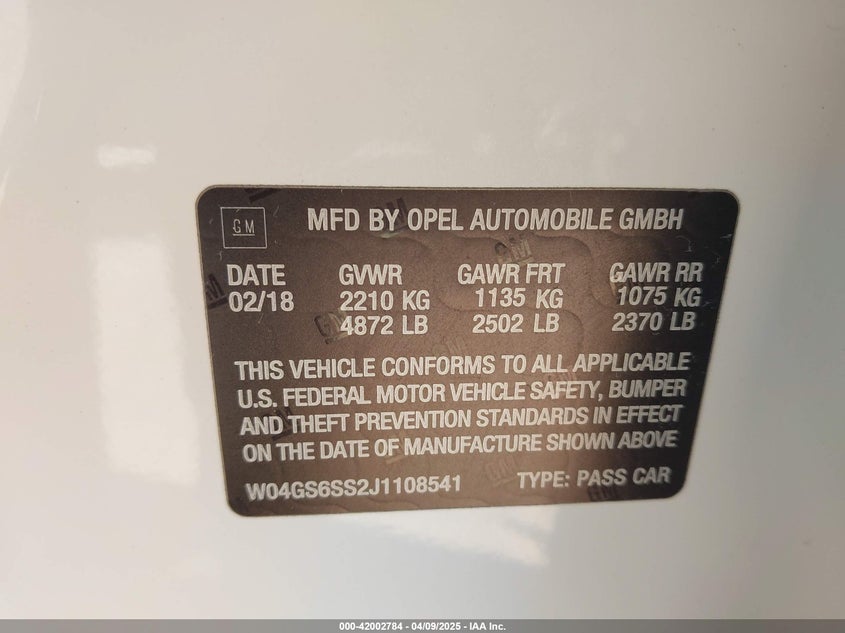 GM
MFD BY OPEL AUTOMOBILE GMBH
DATE GVWR GAWR FRT GAWR RR
02/18 2210 KG 1135 KG 1075 KG
4872 LB 2502 LB 2370 LB
THIS VEHICLE CONFORMS TO ALL APPLICABLE
U.S. FEDERAL MOTOR VEHICLE SAFETY, BUMPER
AND THEFT PREVENTION STANDARDS IN EFFECT
ON THE DATE OF MANUFACTURE SHOWN ABOVE
W04GS6SS2J1108541 TYPE: PASS CAR
000-42002784 - 04/09/2025 - IAA Inc.